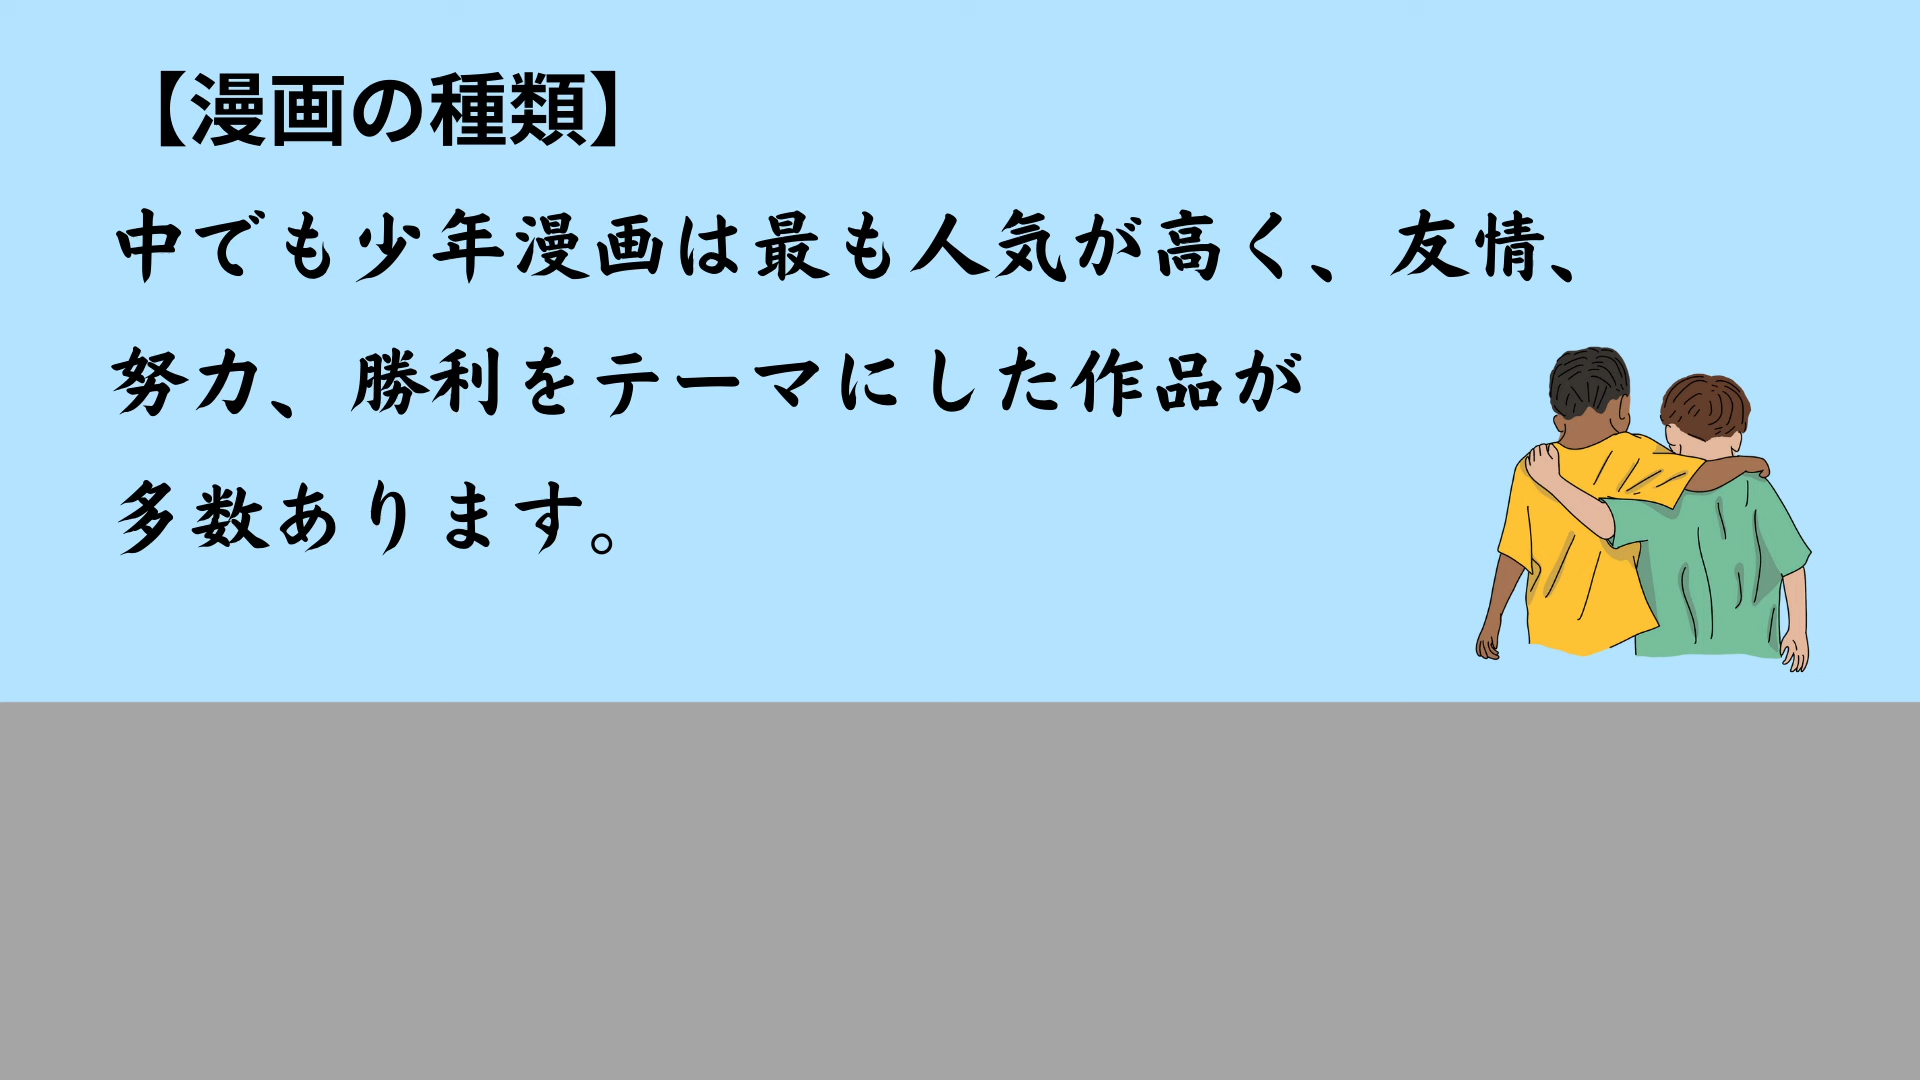 【漫画の種類】
中でも少年漫画は最も人気が高く、友情、
努力、勝利をテーマにした作品が
多数あります。